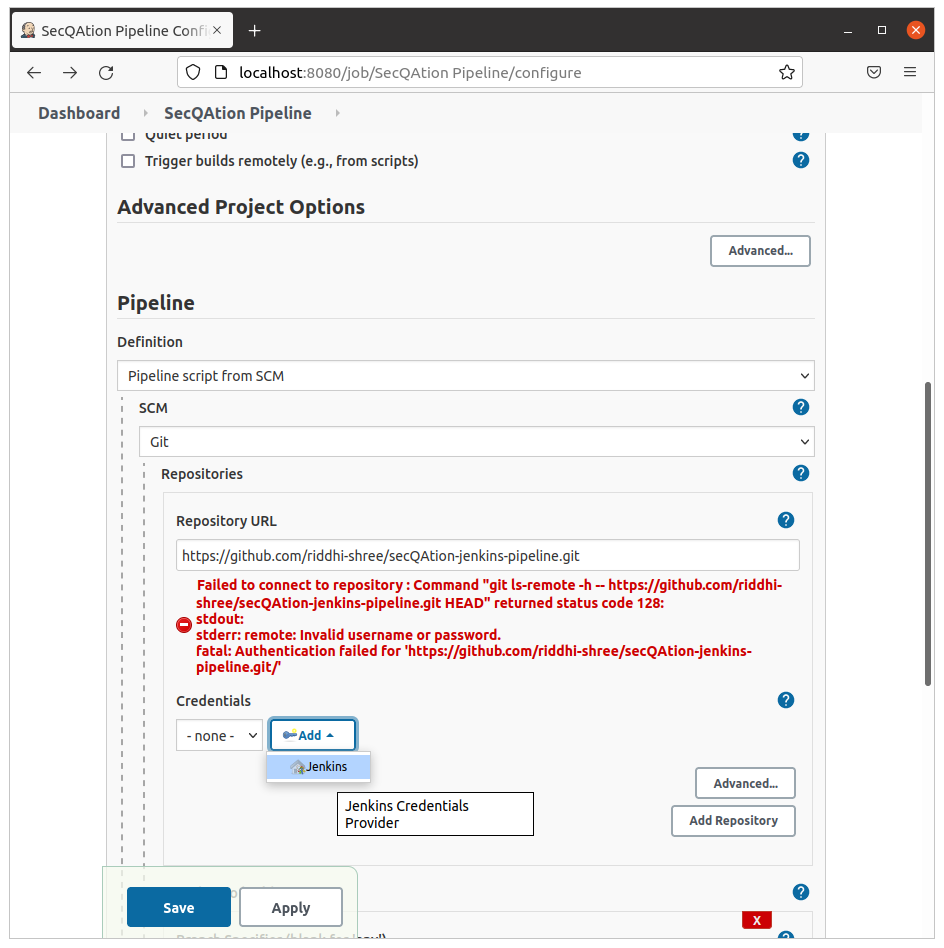 SecQAtion Pipeline Confi
localhost:8080/job/SecQAtion Pipeline/configure
Dashboard
SecQAtion Pipeline
Quiet period
?
Trigger builds remotely (e.g., from scripts)
?
Advanced Project Options
Advanced...
Pipeline
Definition
Pipeline script from SCM
SCM
?
Git
Repositories
?
Repository URL
?
https://github.com/riddhi-shree/secQAtion-jenkins-pipeline.git
Failed to connect to repository : Command "git ls-remote -h -- https://github.com/riddhi-
shree/secQAtion-jenkins-pipeline.git HEAD" returned status code 128:
stdout:
stderr: remote: Invalid username or password.
fatal: Authentication failed for 'https://github.com/riddhi-shree/secQAtion-jenkins-
pipeline.git/'
Credentials
?
- none -
Add
Jenkins
Advanced...
Jenkins Credentials
Provider
Add Repository
?
Save
Apply
X
?